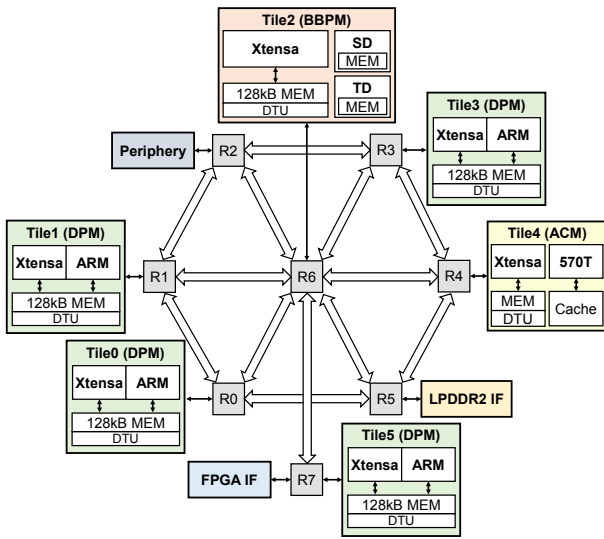 Tile2 (BBPM)
Xtensa
SD
MEM
TD
MEM
128kB MEM
DTU
Periphery
R2
R3
Tile3 (DPM)
Xtensa ARM
128kB MEM
DTU
Tile1 (DPM)
Xtensa ARM
128kB MEM
DTU
R1
R6
R4
Tile4 (ACM)
Xtensa 570T
MEM
DTU
Cache
Tile0 (DPM)
Xtensa ARM
128kB MEM
DTU
R0
R5
LPDDR2 IF
FPGA IF
R7
Tile5 (DPM)
Xtensa ARM
128kB MEM
DTU